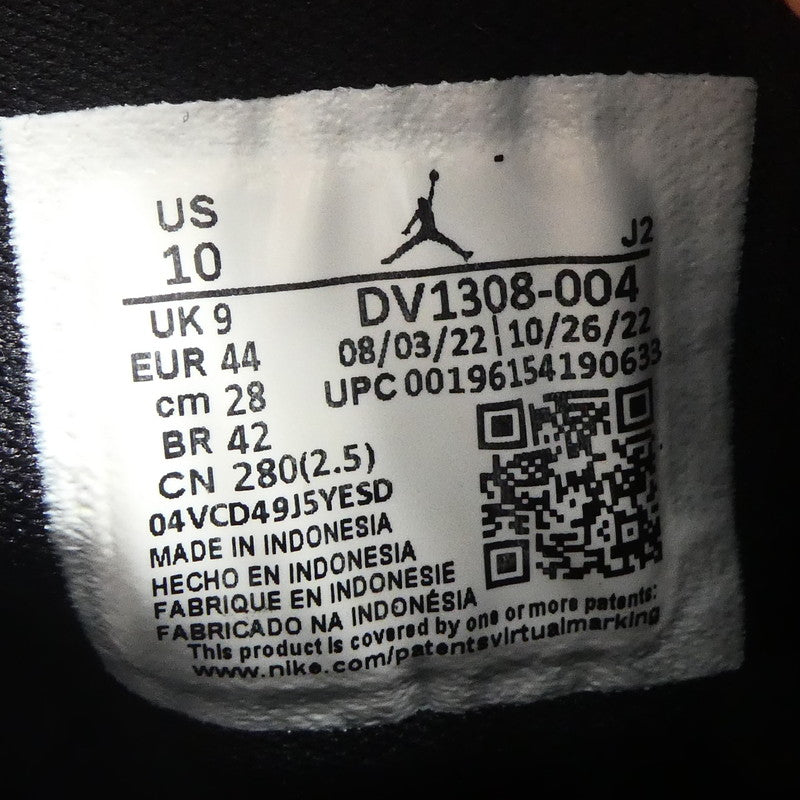 US
10
J2
UK 9
DV1308-004
EUR 44
08/03/22 | 10/26/22
cm 28
UPC 00196154190633
BR 42
CN 280(2.5)
04VCD49J5YESD
MADE IN INDONESIA
HECHO EN INDONESIA
FABRIQUE EN INDONESIE
FABRICADO NA INDONÉSIA
This product is covered by one or more patents:
www.nike.com/patentsvirtualmarking